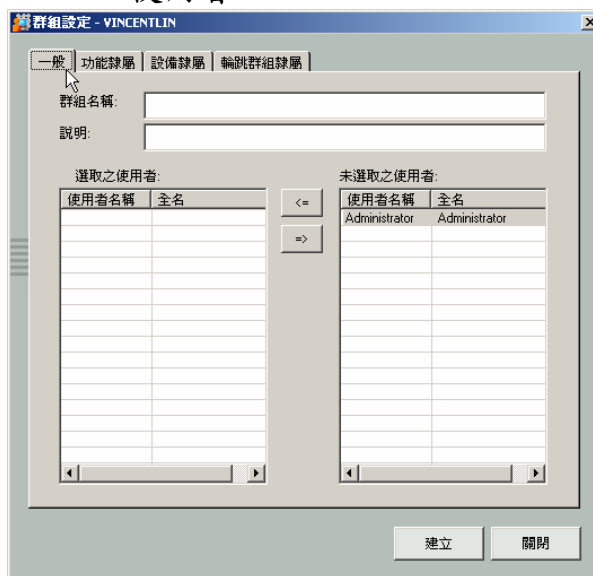 群組設定 - VINCENTLIN
一般 功能隸屬 設備隸屬 輪跳群組隸屬
群組名稱:
說明:
選取之使用者: 未選取之使用者:
使用者名稱 全名 <= 使用者名稱 全名
Administrator Administrator
=>
建立 關閉